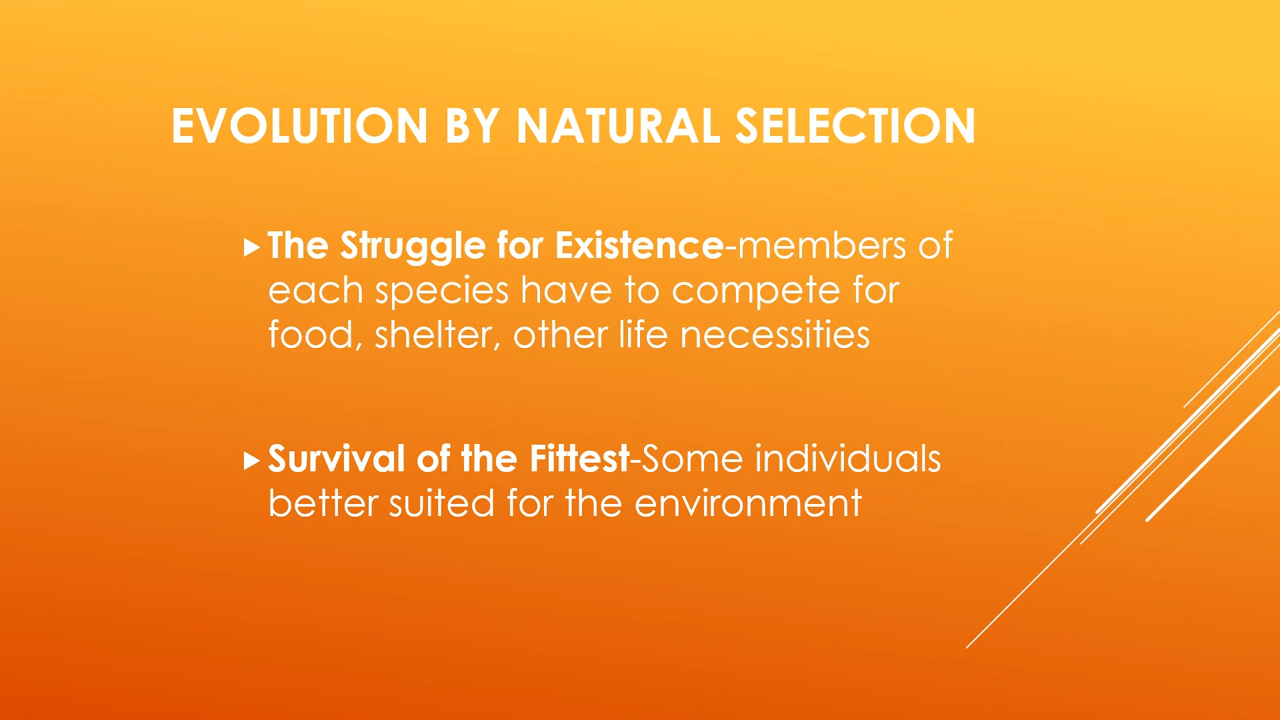 EVOLUTION BY NATURAL SELECTION
The Struggle for Existence-members of
each species have to compete for
food, shelter, other life necessities
Survival of the Fittest-Some individuals
better suited for the environment